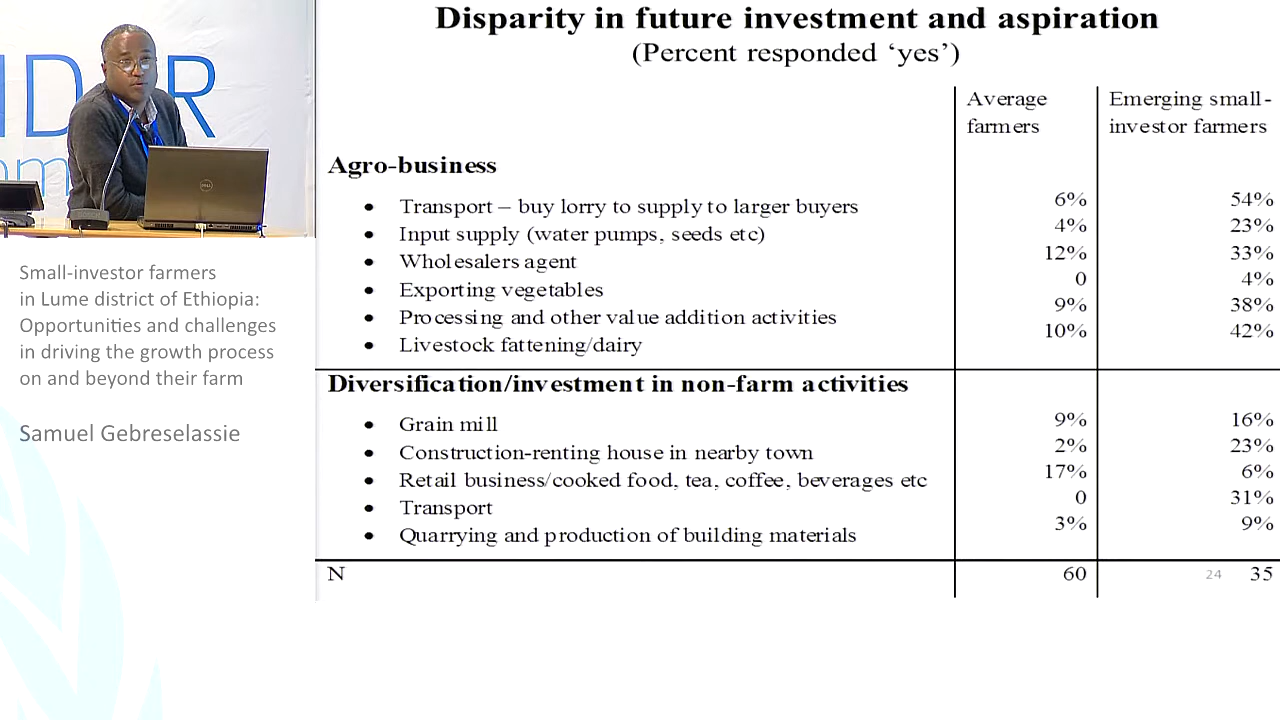 Disparity in future investment and aspiration
(Percent responded ‘yes’)
Average farmers
Emerging small-investor farmers
Agro-business
• Transport – buy lorry to supply to larger buyers 6% 54%
• Input supply (water pumps, seeds etc) 4% 23%
• Wholesalers agent 12% 33%
• Exporting vegetables 0 4%
• Processing and other value addition activities 9% 38%
• Livestock fattening/dairy 10% 42%
Diversification/investment in non-farm activities
• Grain mill 9% 16%
• Construction-renting house in nearby town 2% 23%
• Retail business/cooked food, tea, coffee, beverages etc 17% 6%
• Transport 0 31%
• Quarrying and production of building materials 3% 9%
N 60 35
24
Small-investor farmers
in Lume district of Ethiopia:
Opportunities and challenges
in driving the growth process
on and beyond their farm
Samuel Gebreselassie
DELL